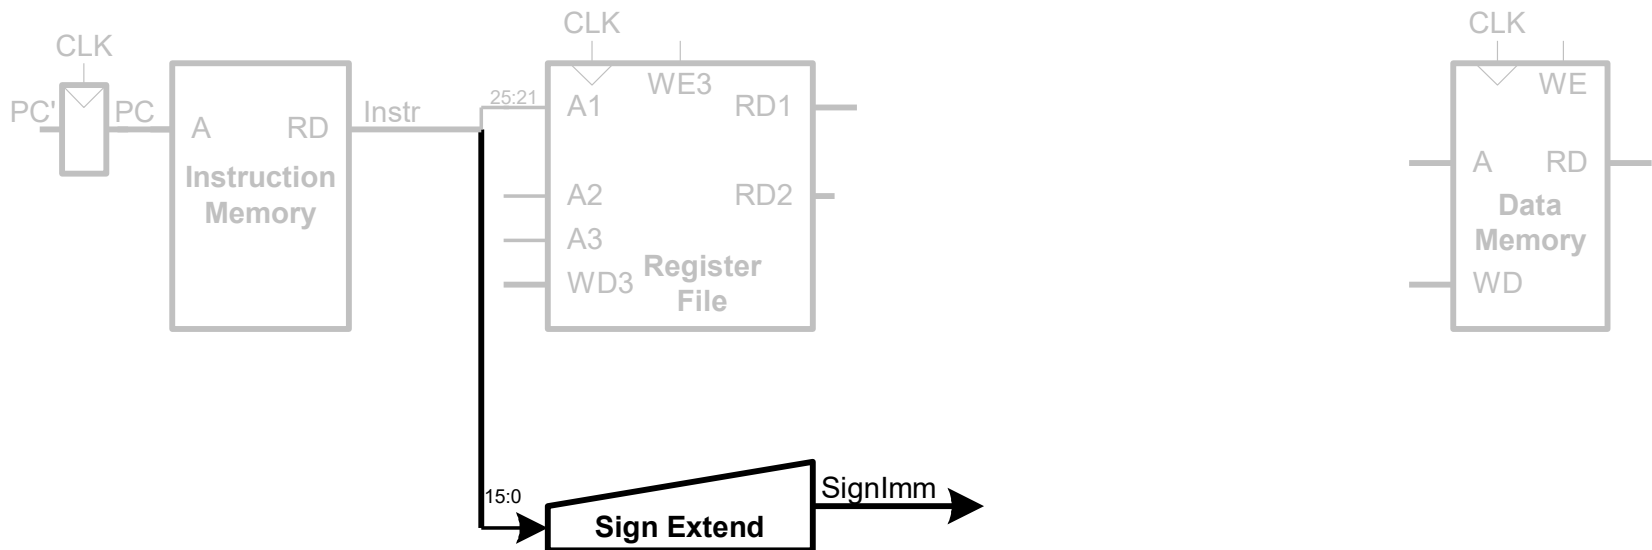 CLK
PC'
PC
A
RD
Instruction
Memory
Instr
25:21
CLK
WE3
A1
RD1
A2
RD2
A3
WD3
Register
File
CLK
WE
A
RD
Data
Memory
WD
15:0
Sign Extend
SignImm